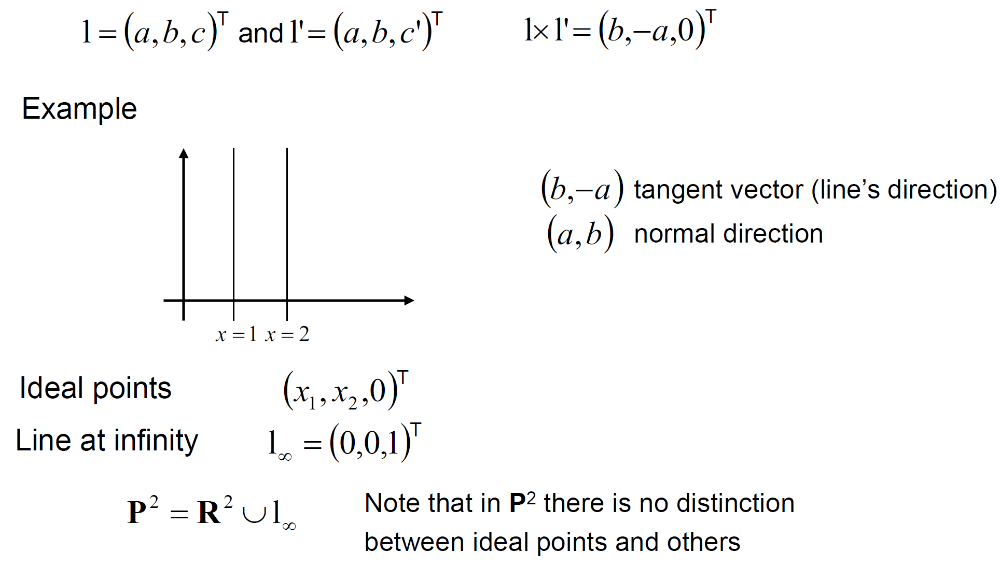 l = (a, b, c)ᵀ and l' = (a, b, c')ᵀ l × l' = (b, −a, 0)ᵀ
Example
(b, −a) tangent vector (line’s direction)
(a, b) normal direction
x = 1 x = 2
Ideal points (x₁, x₂, 0)ᵀ
Line at infinity l∞ = (0,0,1)ᵀ
P² = R² ∪ l∞
Note that in P² there is no distinction
between ideal points and others